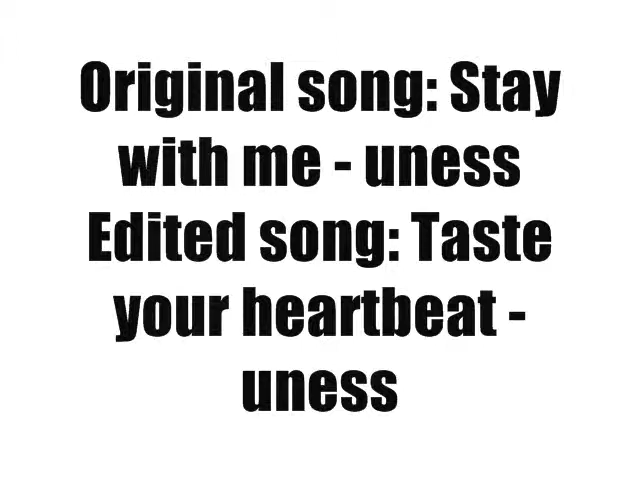 Original song: Stay
with me - uness
Edited song: Taste
your heartbeat -
uness